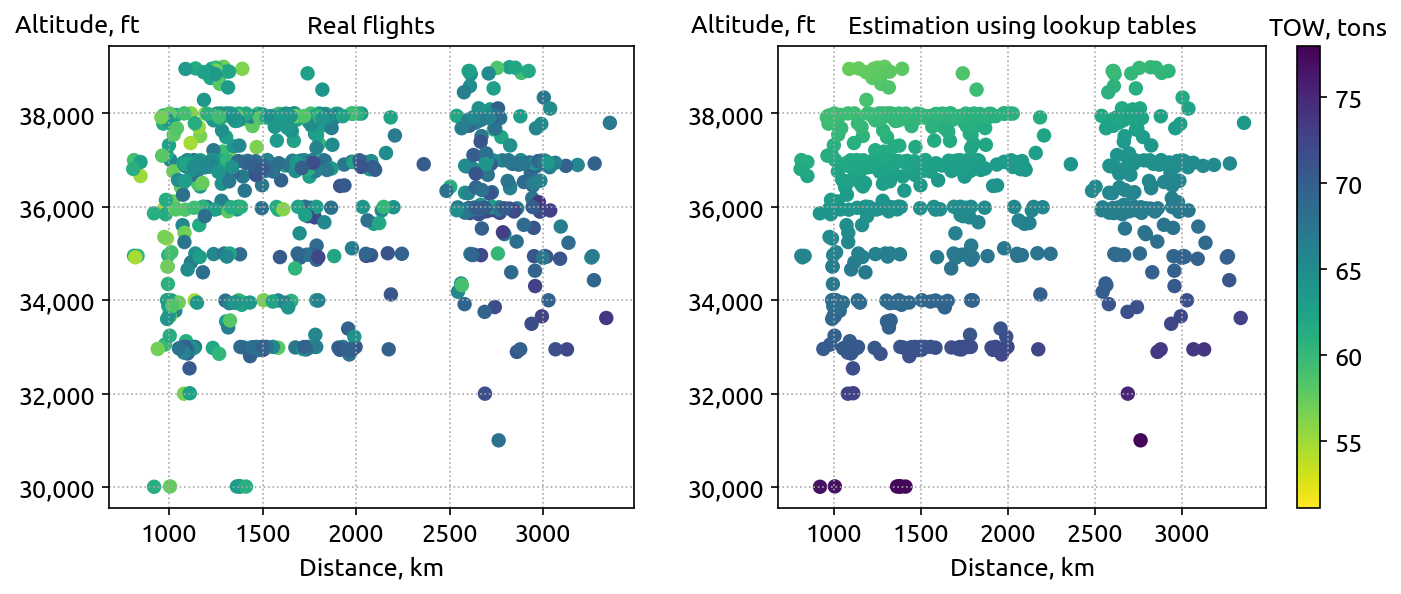 Altitude, ft
Real flights
38,000
36,000
34,000
32,000
30,000
1000 1500 2000 2500 3000
Distance, km
Altitude, ft
Estimation using lookup tables
38,000
36,000
34,000
32,000
30,000
1000 1500 2000 2500 3000
Distance, km
TOW, tons
75
70
65
60
55